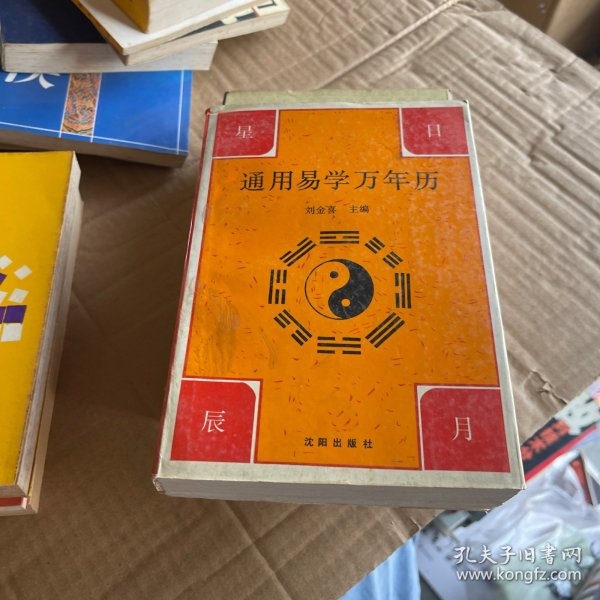 星 日
通用易学万年历
刘金喜 主编
辰 月
沈阳出版社
孔夫子旧书网
www.kongfz.com